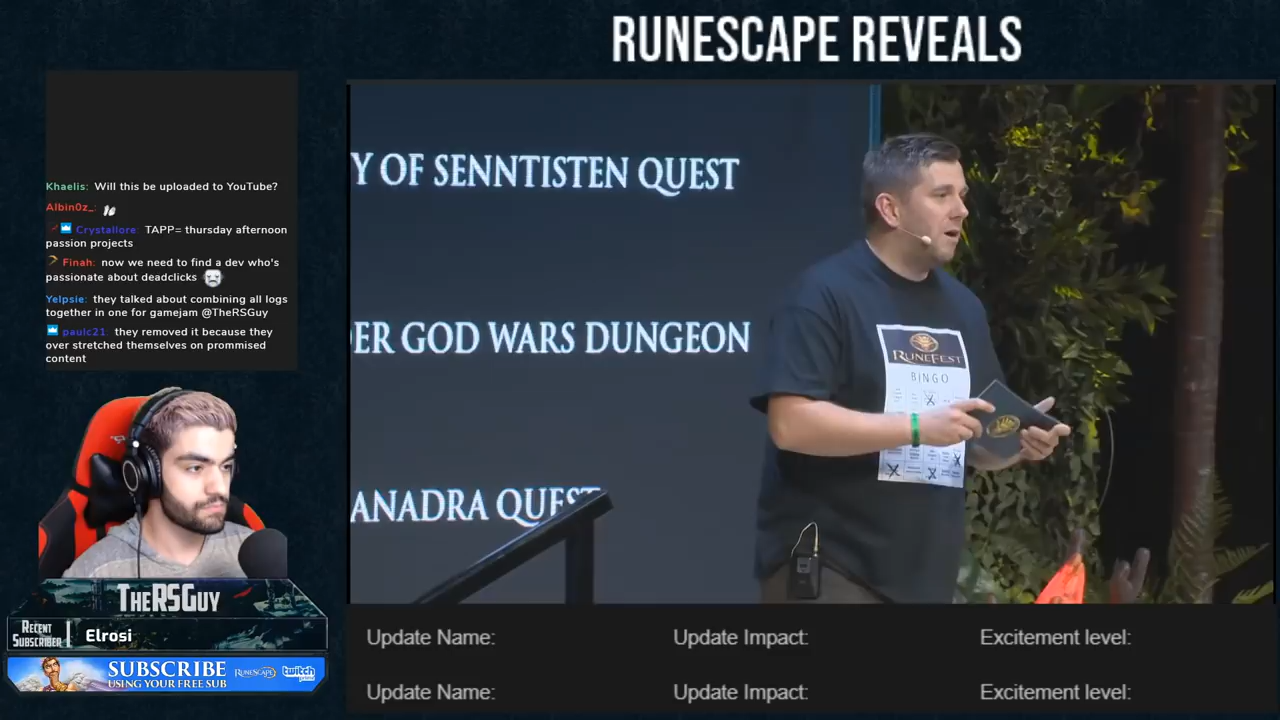 RUNESCAPE REVEALS
Khaelis: Will this be uploaded to YouTube?
Albin0z_:
Crystallore: TAPP= thursday afternoon
passion projects
Finah: now we need to find a dev who's
passionate about deadclicks
Yelpsie: they talked about combining all logs
together in one for gamejam @TheRSGuy
paulc21: they removed it because they
over stretched themselves on prommised
content
Y OF SENNTISTEN QUEST
ER GOD WARS DUNGEON
ANADRA QUEST
RUNEFEST
BINGO
THERSGUY
RECENT
SUBSCRIBER
Elrosi
SUBSCRIBE
USING YOUR FREE SUB
RUNESCAPE
twitch
prime
Update Name: Update Impact: Excitement level:
Update Name: Update Impact: Excitement level: